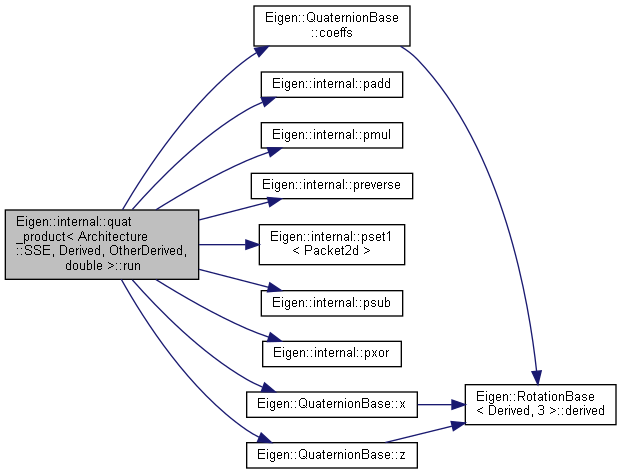 Eigen::internal::quat
_product< Architecture
::SSE, Derived, OtherDerived,
double >::run
Eigen::QuaternionBase
::coeffs
Eigen::internal::padd
Eigen::internal::pmul
Eigen::internal::preverse
Eigen::internal::pset1
< Packet2d >
Eigen::internal::psub
Eigen::internal::pxor
Eigen::QuaternionBase::x
Eigen::QuaternionBase::z
Eigen::RotationBase
< Derived, 3 >::derived